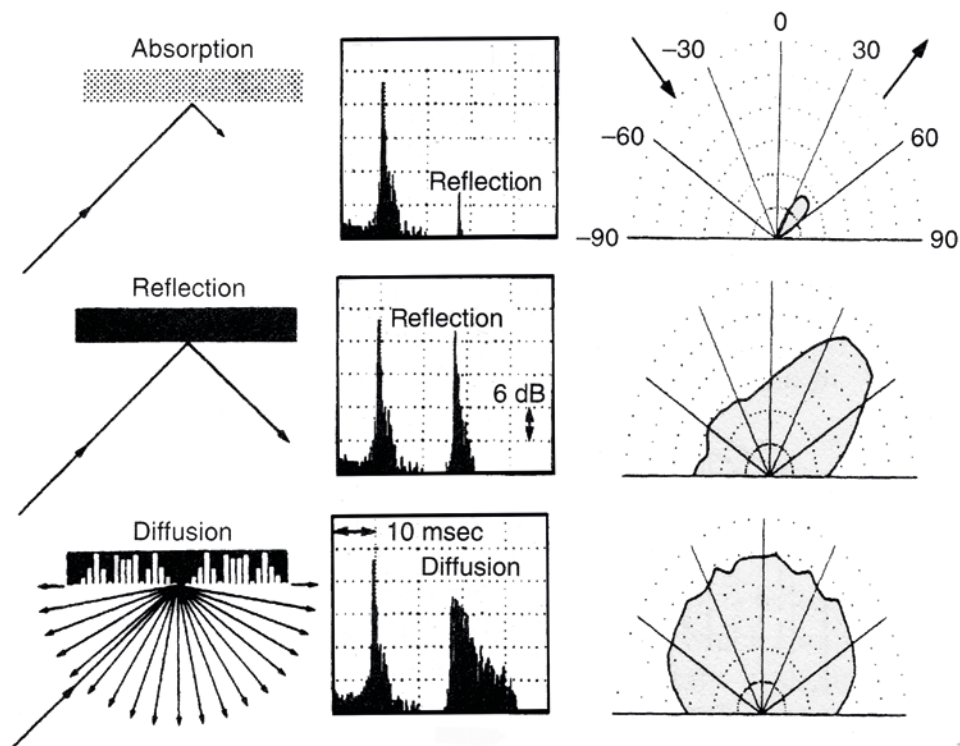 Absorption
Reflection
0
−30
30
−60
60
−90
90
Reflection
Reflection
6 dB
Diffusion
10 msec
Diffusion